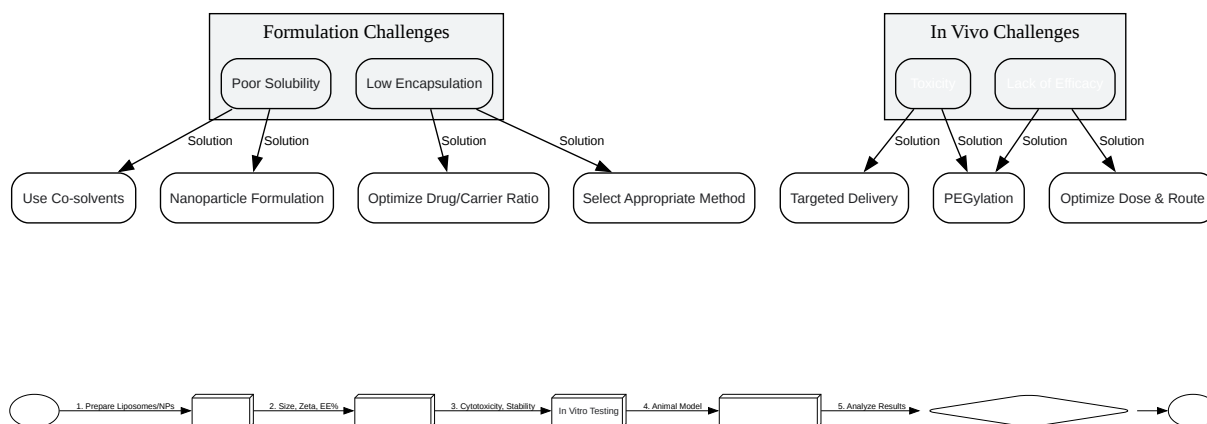 Formulation Challenges
In Vivo Challenges
Poor Solubility
Low Encapsulation
Toxicity
Lack of Efficacy
Solution
Solution
Solution
Solution
Solution
Solution
Solution
Solution
Use Co-solvents
Nanoparticle Formulation
Optimize Drug/Carrier Ratio
Select Appropriate Method
Targeted Delivery
PEGylation
Optimize Dose & Route
1. Prepare Liposomes/NPs
2. Size, Zeta, EE%
3. Cytotoxicity, Stability
In Vitro Testing
4. Animal Model
5. Analyze Results